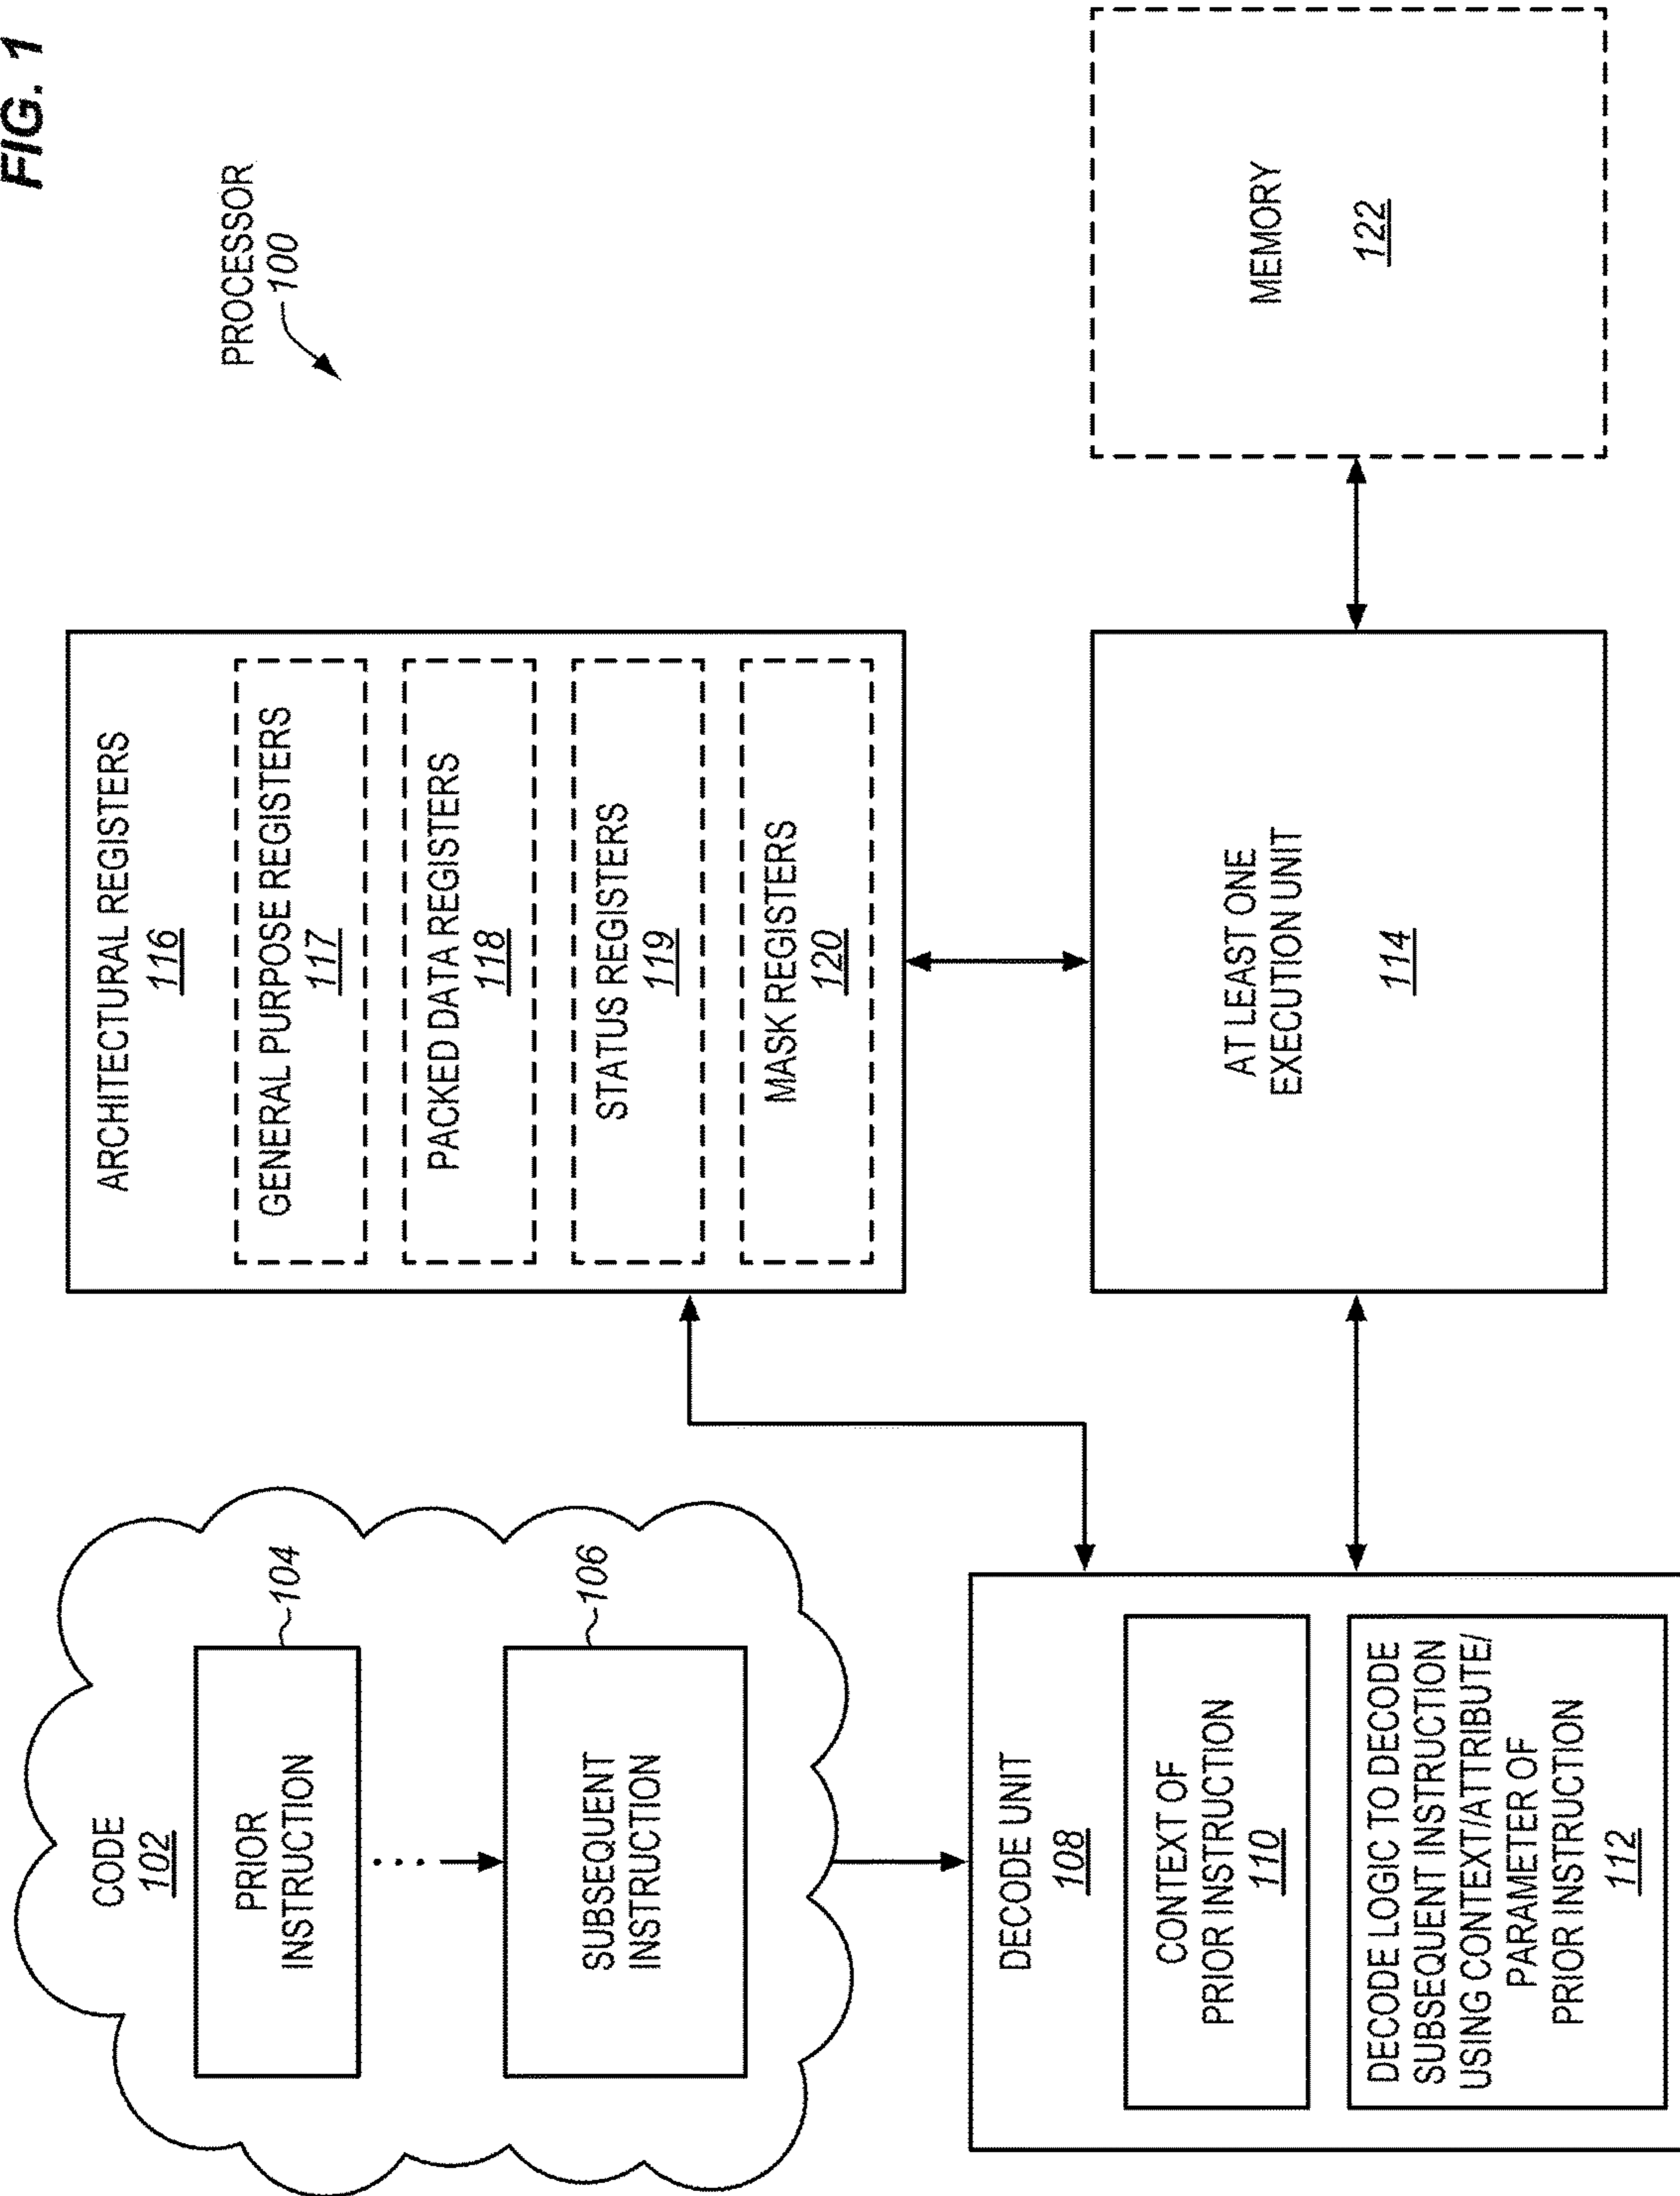 FIG. 1
PROCESSOR
100
CODE
102
PRIOR
INSTRUCTION
104
SUBSEQUENT
INSTRUCTION
106
ARCHITECTURAL REGISTERS
116
GENERAL PURPOSE REGISTERS
117
PACKED DATA REGISTERS
118
STATUS REGISTERS
119
MASK REGISTERS
120
DECODE UNIT
108
CONTEXT OF
PRIOR INSTRUCTION
110
DECODE LOGIC TO DECODE
SUBSEQUENT INSTRUCTION
USING CONTEXT/ATTRIBUTE/
PARAMETER OF
PRIOR INSTRUCTION
112
AT LEAST ONE
EXECUTION UNIT
114
MEMORY
122